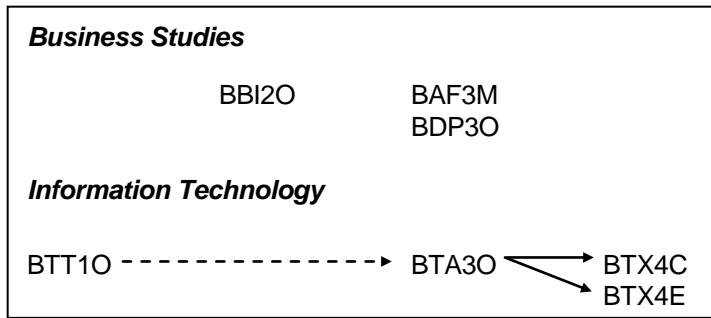 Business Studies
BBI2O BAF3M
BDP3O
Information Technology
BTT1O BTA3O BTX4C
BTX4E